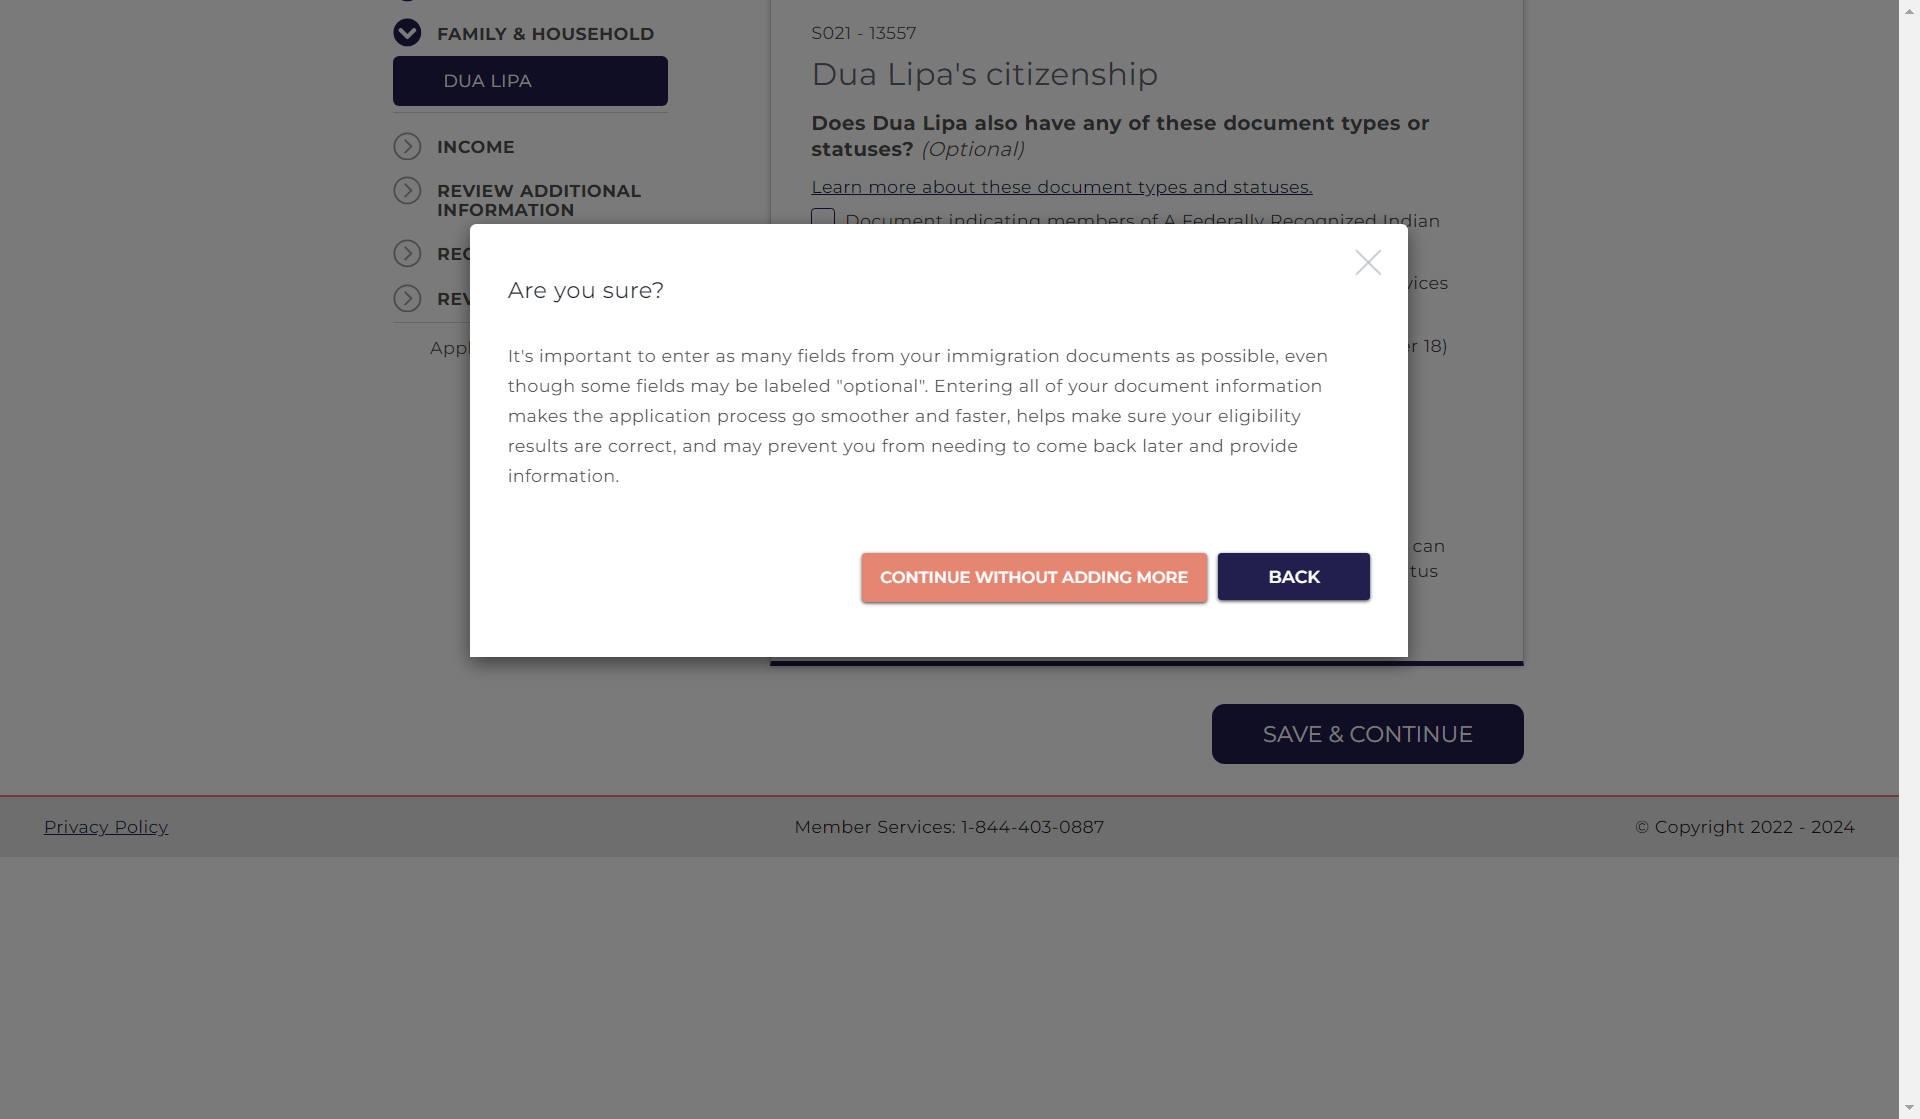 FAMILY & HOUSEHOLD
DUA LIPA
INCOME
REVIEW ADDITIONAL
INFORMATION
S021 - 13557
Dua Lipa's citizenship
Does Dua Lipa also have any of these document types or
statuses? (Optional)
Learn more about these document types and statuses.
Document indicating members of A Federally Recognized Indian
er 18)
can
Are you sure?
It's important to enter as many fields from your immigration documents as possible, even
though some fields may be labeled "optional". Entering all of your document information
makes the application process go smoother and faster, helps make sure your eligibility
results are correct, and may prevent you from needing to come back later and provide
information.
CONTINUE WITHOUT ADDING MORE
BACK
SAVE & CONTINUE
Privacy Policy
Member Services: 1-844-403-0887
© Copyright 2022 - 2024